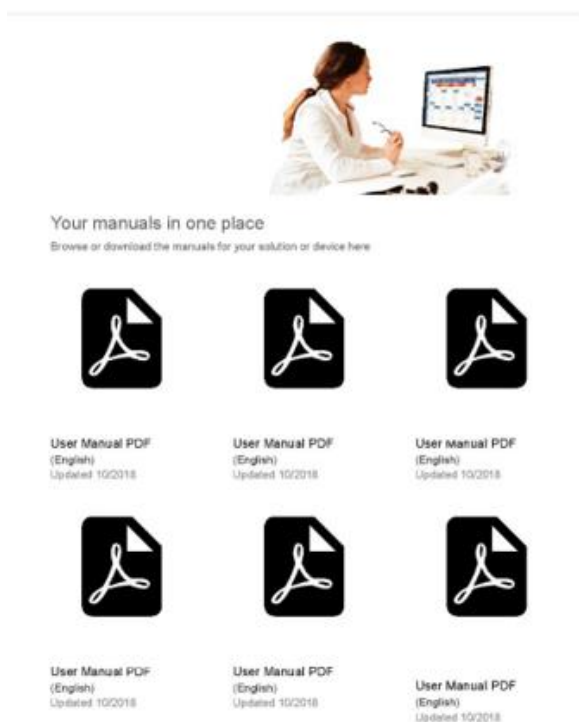 Your manuals in one place
Browse or download the manuals for your solution or device here
User Manual PDF
(English)
Updated 10/2018
User Manual PDF
(English)
Updated 10/2018
User Manual PDF
(English)
Updated 10/2018
User Manual PDF
(English)
Updated 10/2018
User Manual PDF
(English)
Updated 10/2018
User Manual PDF
(English)
Updated 10/2018